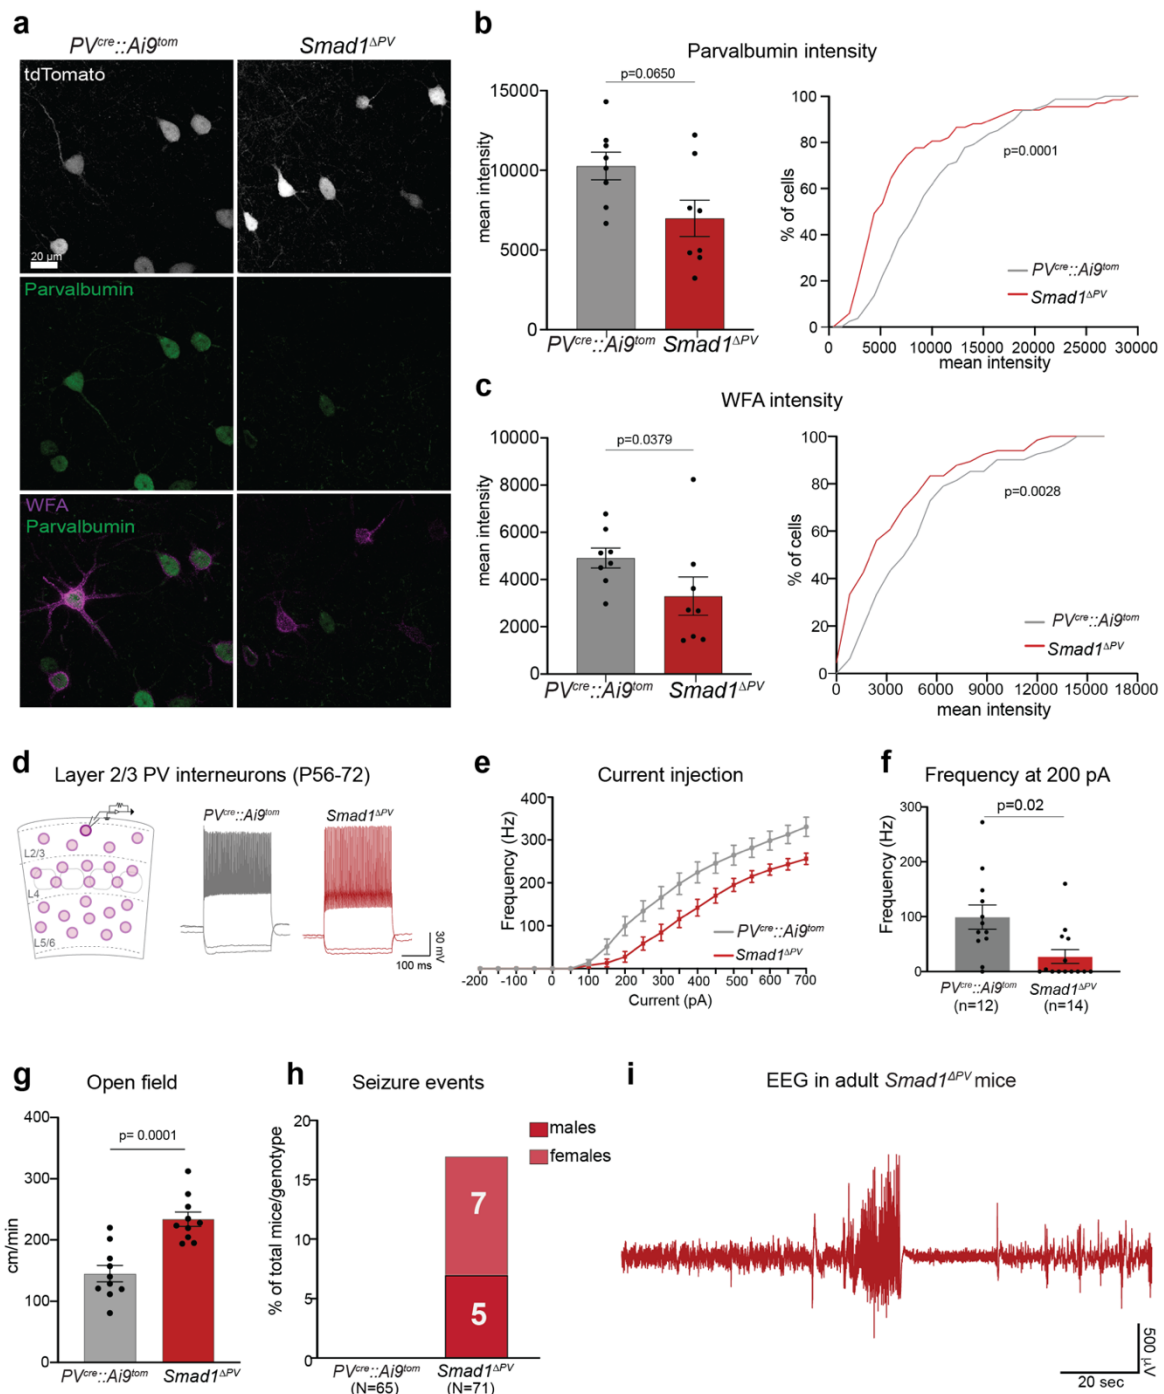 a
PVcre::Ai9tom
Smad1ΔPV
tdTomato
20 µm
Parvalbumin
WFA
Parvalbumin
b
Parvalbumin intensity
p=0.0650
mean intensity
15000
10000
5000
0
PVcre::Ai9tom
Smad1ΔPV
% of cells
100
80
60
40
20
0
p=0.0001
PVcre::Ai9tom
Smad1ΔPV
0 5000 10000 15000 20000 25000 30000
mean intensity
c
WFA intensity
p=0.0379
mean intensity
10000
8000
6000
4000
2000
0
PVcre::Ai9tom
Smad1ΔPV
% of cells
100
80
60
40
20
0
p=0.0028
PVcre::Ai9tom
Smad1ΔPV
0 3000 6000 9000 12000 15000 18000
mean intensity
d
Layer 2/3 PV interneurons (P56-72)
L2/3
L4
L5/6
PVcre::Ai9tom
Smad1ΔPV
30 mV
100 ms
e
Current injection
Frequency (Hz)
400
300
200
100
PVcre::Ai9tom
Smad1ΔPV
-200 -100 0 100 200 300 400 500 600 700
Current (pA)
f
Frequency at 200 pA
p=0.02
Frequency (Hz)
300
200
100
0
PVcre::Ai9tom
(n=12)
Smad1ΔPV
(n=14)
g
Open field
p= 0.0001
cm/min
400
300
200
100
0
PVcre::Ai9tom
Smad1ΔPV
h
Seizure events
% of total mice/genotype
20
15
10
5
0
7
5
males
females
PVcre::Ai9tom
(N=65)
Smad1ΔPV
(N=71)
i
EEG in adult Smad1ΔPV mice
500 µV
20 sec